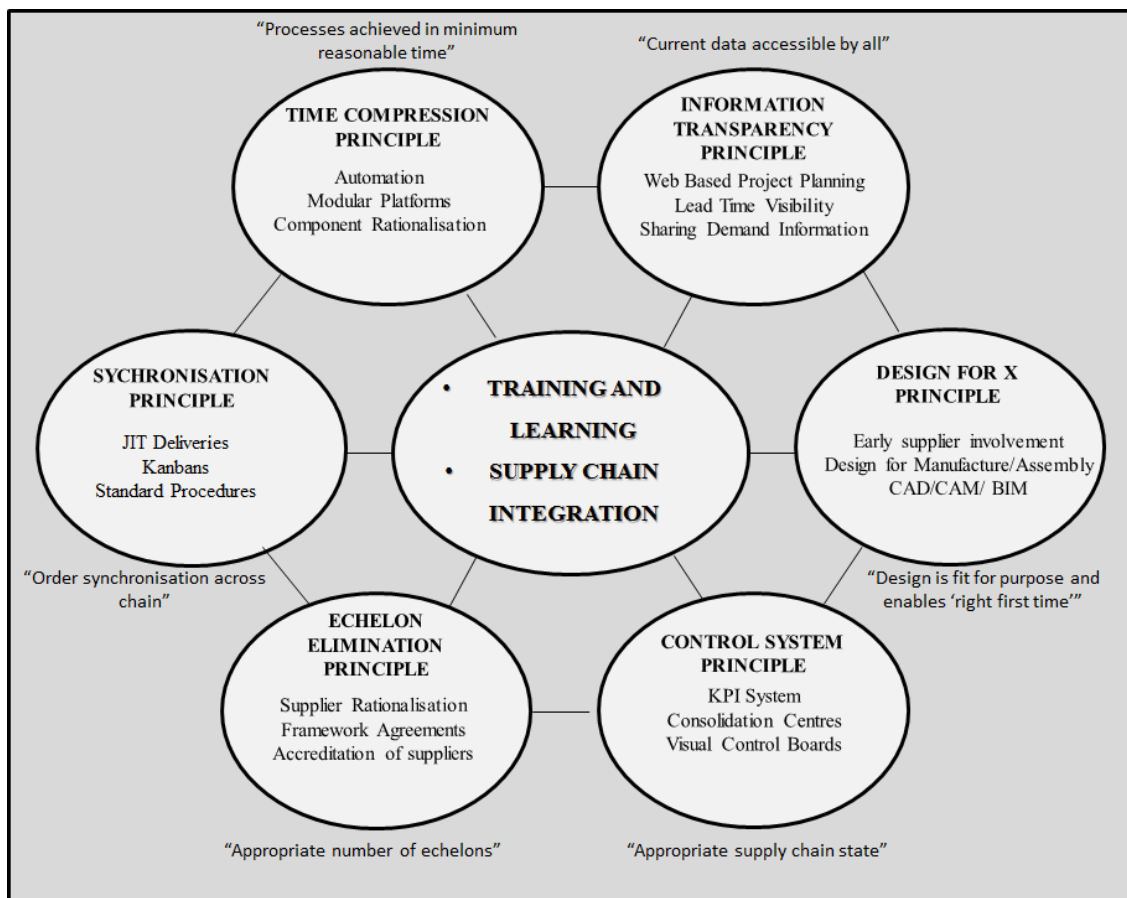 “Processes achieved in minimum
reasonable time”
“Current data accessible by all”
TIME COMPRESSION
PRINCIPLE
Automation
Modular Platforms
Component Rationalisation
INFORMATION
TRANSPARENCY
PRINCIPLE
Web Based Project Planning
Lead Time Visibility
Sharing Demand Information
SYCHRONISATION
PRINCIPLE
JIT Deliveries
Kanbans
Standard Procedures
• TRAINING AND
LEARNING
• SUPPLY CHAIN
INTEGRATION
DESIGN FOR X
PRINCIPLE
Early supplier involvement
Design for Manufacture/Assembly
CAD/CAM/ BIM
“Order synchronisation across
chain”
“Design is fit for purpose and
enables ‘right first time’”
ECHELON
ELIMINATION
PRINCIPLE
Supplier Rationalisation
Framework Agreements
Accreditation of suppliers
CONTROL SYSTEM
PRINCIPLE
KPI System
Consolidation Centres
Visual Control Boards
“Appropriate number of echelons”
“Appropriate supply chain state”